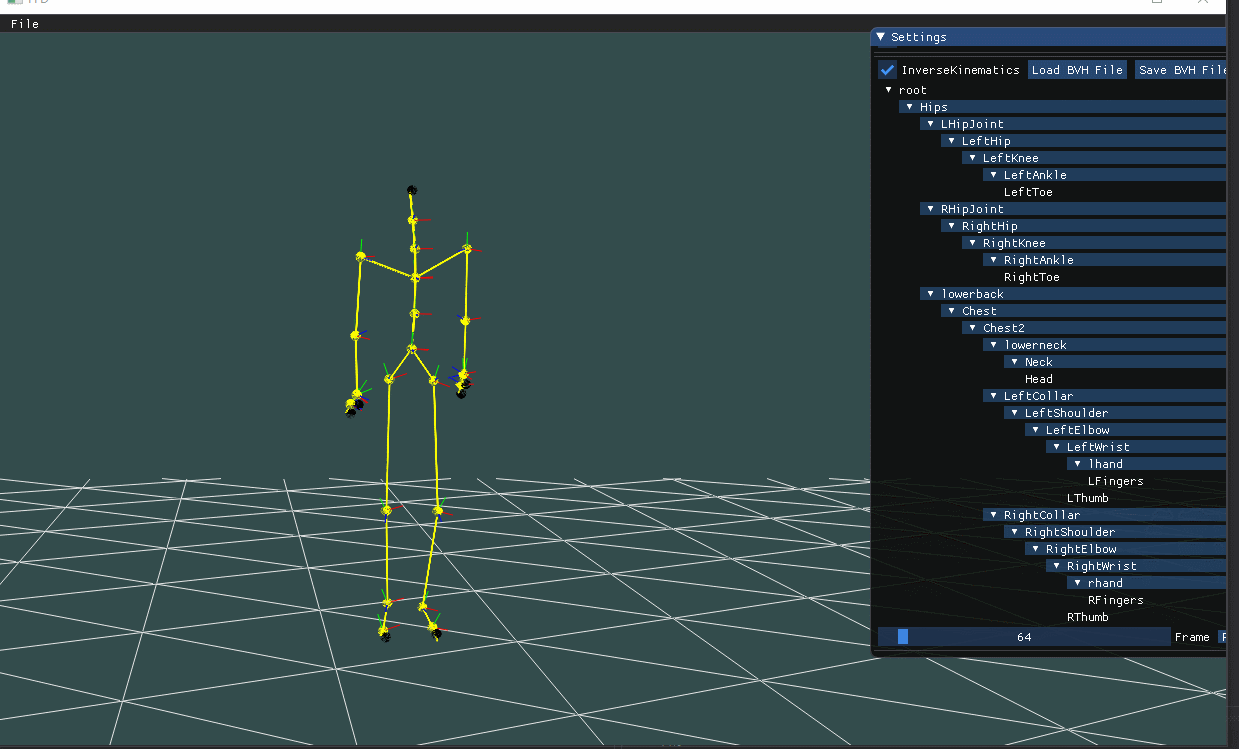 File
Settings
InverseKinematics Load BVH File Save BVH File
root
Hips
LHipJoint
LeftHip
LeftKnee
LeftAnkle
LeftToe
RHipJoint
RightHip
RightKnee
RightAnkle
RightToe
lowerback
Chest
Chest2
lowerneck
Neck
Head
LeftCollar
LeftShoulder
LeftElbow
LeftWrist
lhand
LFingers
LThumb
RightCollar
RightShoulder
RightElbow
RightWrist
rhand
RFingers
RThumb
64 Frame